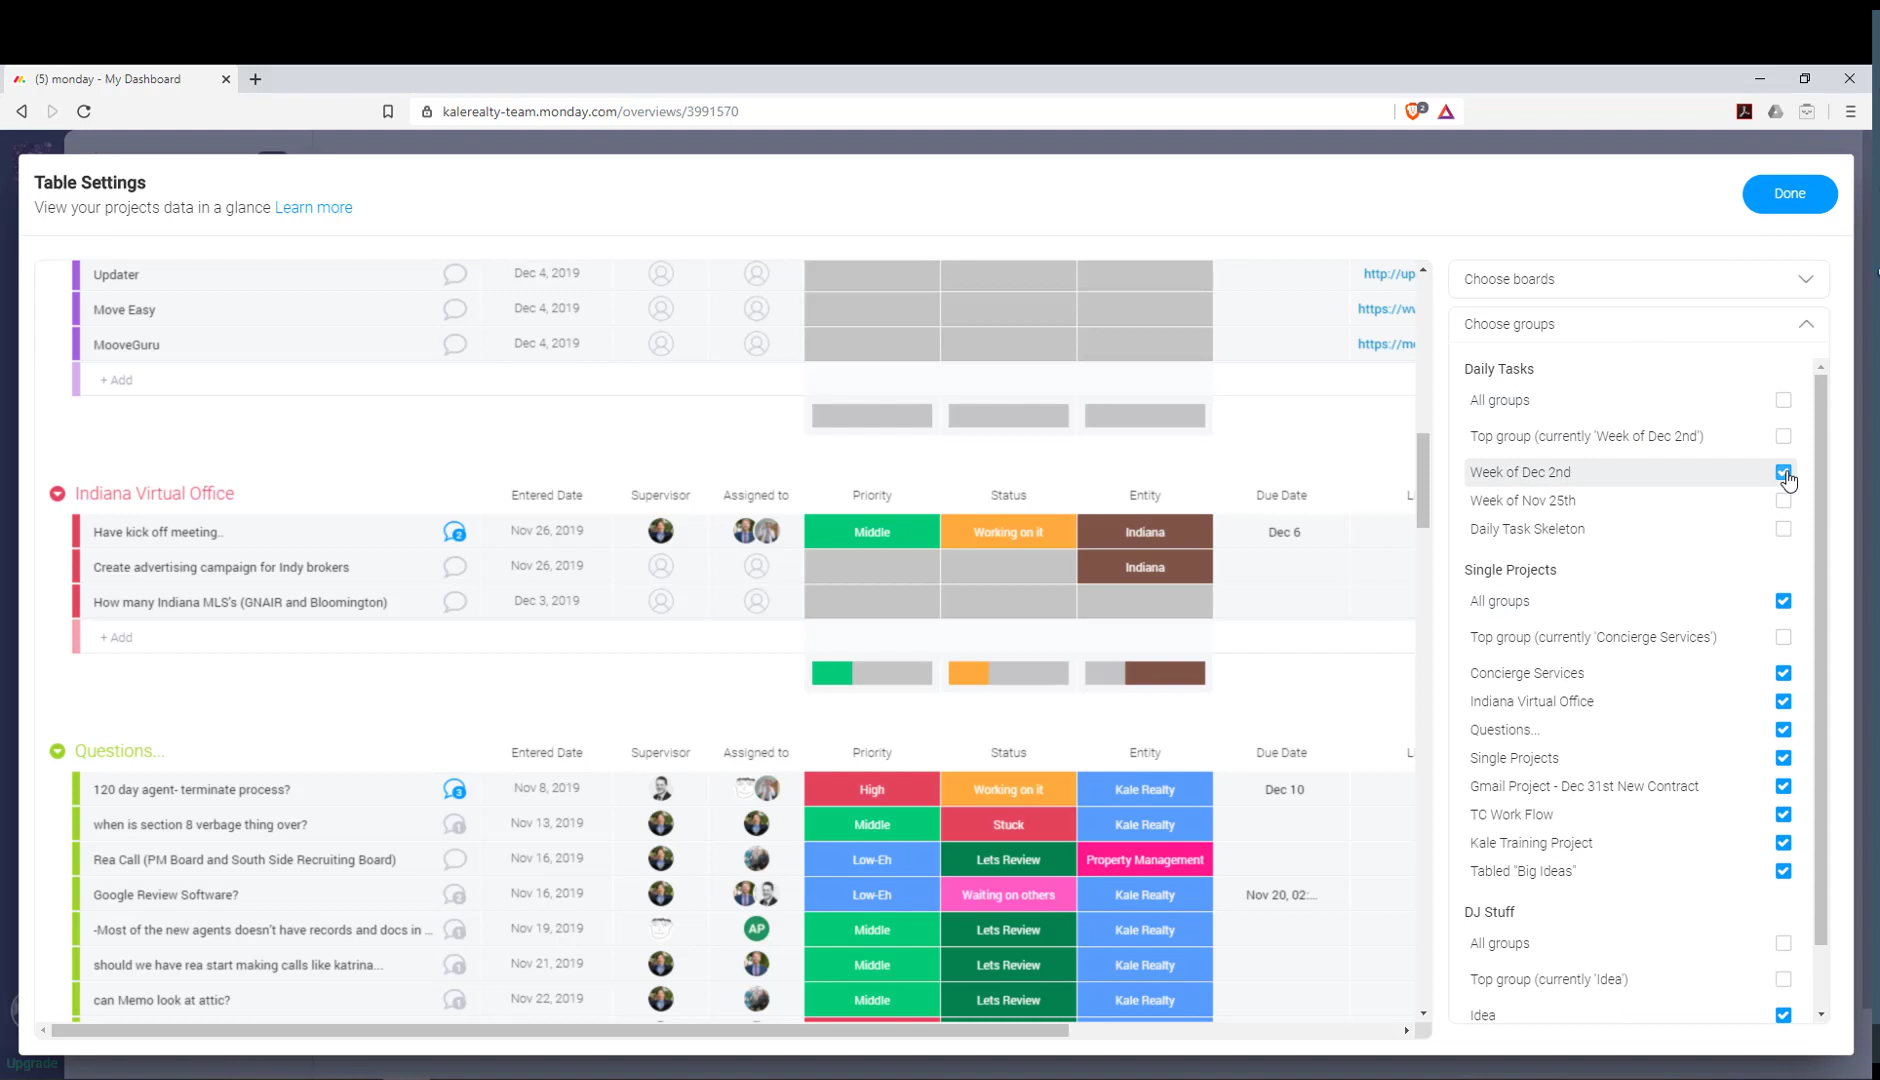 (5) monday - My Dashboard
kalerealty-team.monday.com/overviews/3991570
2
Table Settings
View your projects data in a glance Learn more
Done
Updater Dec 4, 2019 http://up
Move Easy Dec 4, 2019 https://wv
MooveGuru Dec 4, 2019 https://me
+ Add
Indiana Virtual Office Entered Date Supervisor Assigned to Priority Status Entity Due Date
Have kick off meeting.. 2 Nov 26, 2019 Middle Working on it Indiana Dec 6
Create advertising campaign for Indy brokers Nov 26, 2019 Indiana
How many Indiana MLS's (GNAIR and Bloomington) Dec 3, 2019
+ Add
Questions... Entered Date Supervisor Assigned to Priority Status Entity Due Date
120 day agent- terminate process? 3 Nov 8, 2019 High Working on it Kale Realty Dec 10
when is section 8 verbage thing over? 1 Nov 13, 2019 Middle Stuck Kale Realty
Rea Call (PM Board and South Side Recruiting Board) Nov 16, 2019 Low-Eh Lets Review Property Management
Google Review Software? 2 Nov 16, 2019 Low-Eh Waiting on others Kale Realty Nov 20, 02:...
-Most of the new agents doesn't have records and docs in ... 1 Nov 19, 2019 AP Middle Lets Review Kale Realty
should we have rea start making calls like katrina... 1 Nov 21, 2019 Middle Lets Review Kale Realty
can Memo look at attic? 1 Nov 22, 2019 Middle Lets Review Kale Realty
Choose boards
Choose groups
Daily Tasks
All groups
Top group (currently 'Week of Dec 2nd')
Week of Dec 2nd
Week of Nov 25th
Daily Task Skeleton
Single Projects
All groups
Top group (currently 'Concierge Services')
Concierge Services
Indiana Virtual Office
Questions...
Single Projects
Gmail Project - Dec 31st New Contract
TC Work Flow
Kale Training Project
Tabled "Big Ideas"
DJ Stuff
All groups
Top group (currently 'Idea')
Idea
Upgrade